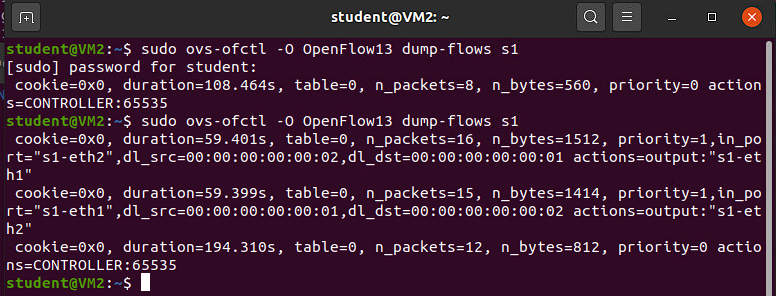 student@VM2: ~
student@VM2:~$ sudo ovs-ofctl -O OpenFlow13 dump-flows s1
[sudo] password for student:
 cookie=0x0, duration=108.464s, table=0, n_packets=8, n_bytes=560, priority=0 action
s=CONTROLLER:65535
student@VM2:~$ sudo ovs-ofctl -O OpenFlow13 dump-flows s1
 cookie=0x0, duration=59.401s, table=0, n_packets=16, n_bytes=1512, priority=1,in_po
rt="s1-eth2",dl_src=00:00:00:00:00:02,dl_dst=00:00:00:00:00:01 actions=output:"s1-et
h1"
 cookie=0x0, duration=59.399s, table=0, n_packets=15, n_bytes=1414, priority=1,in_po
rt="s1-eth1",dl_src=00:00:00:00:00:01,dl_dst=00:00:00:00:00:02 actions=output:"s1-et
h2"
 cookie=0x0, duration=194.310s, table=0, n_packets=12, n_bytes=812, priority=0 actio
ns=CONTROLLER:65535
student@VM2:~$